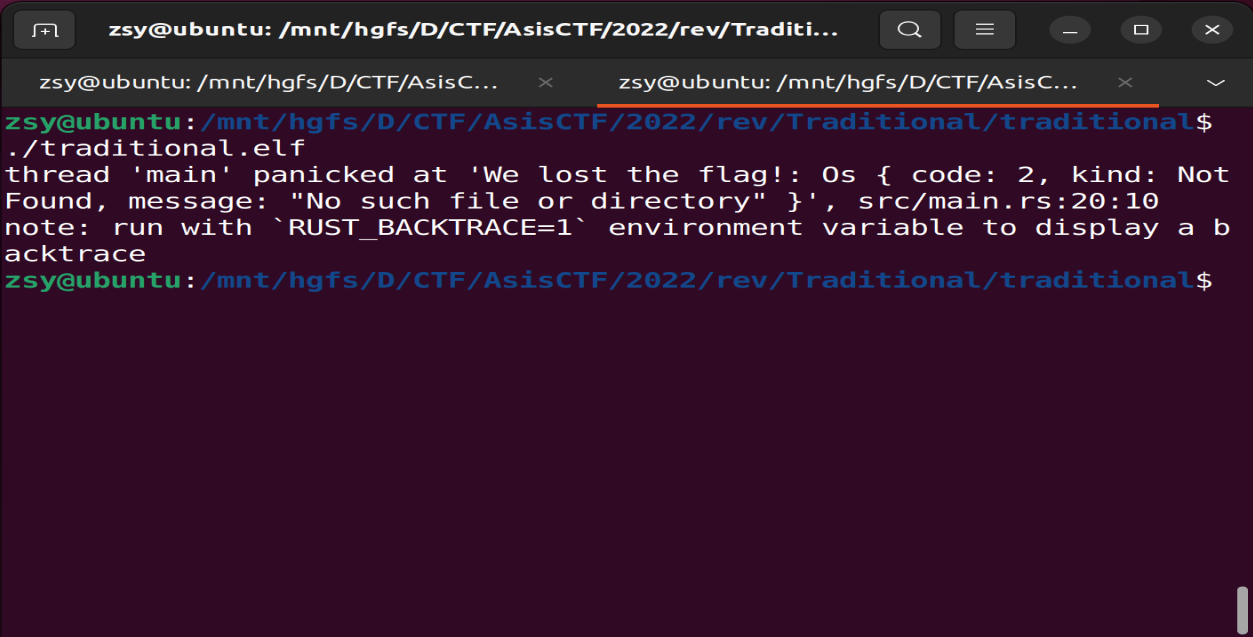 zsy@ubuntu: /mnt/hgfs/D/CTF/AsisCTF/2022/rev/Traditi...
zsy@ubuntu: /mnt/hgfs/D/CTF/AsisC...
zsy@ubuntu: /mnt/hgfs/D/CTF/AsisC...
zsy@ubuntu:/mnt/hgfs/D/CTF/AsisCTF/2022/rev/Traditional/traditional$
./traditional.elf
thread 'main' panicked at 'We lost the flag!: Os { code: 2, kind: Not
Found, message: "No such file or directory" }', src/main.rs:20:10
note: run with `RUST_BACKTRACE=1` environment variable to display a b
acktrace
zsy@ubuntu:/mnt/hgfs/D/CTF/AsisCTF/2022/rev/Traditional/traditional$